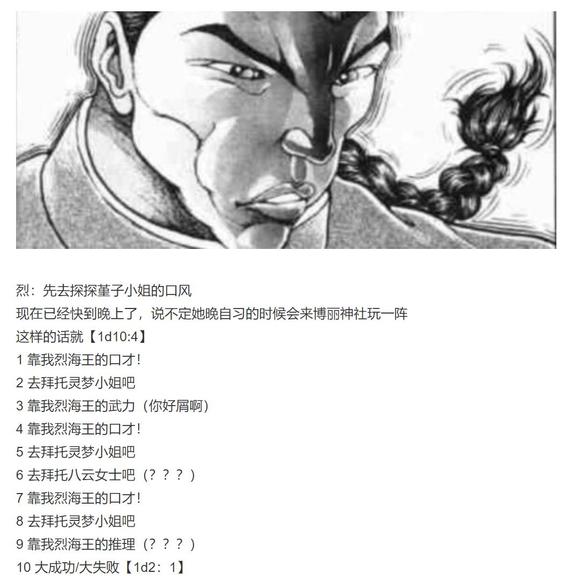 烈：先去探探堇子小姐的口风
现在已经快到晚上了，说不定她晚自习的时候会来博丽神社玩一阵
这样的话就【1d10:4】
1 靠我烈海王的口才！
2 去拜托灵梦小姐吧
3 靠我烈海王的武力（你好屑啊）
4 靠我烈海王的口才！
5 去拜托灵梦小姐吧
6 去拜托八云女士吧（？？？）
7 靠我烈海王的口才！
8 去拜托灵梦小姐吧
9 靠我烈海王的推理（？？？）
10 大成功/大失败【1d2：1】